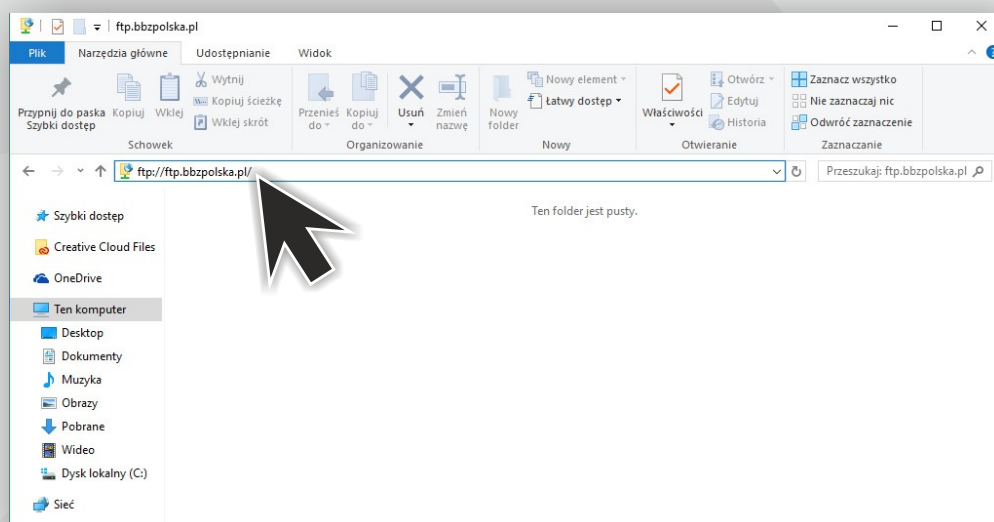 ftp.bbzpolska.pl
Plik Narzędzia główne Udostępnianie Widok
Przypnij do paska Szybki dostęp
Kopiuj
Wklej
Wytnij
Kopiuj ścieżkę
Wklej skrót
Schowek
Przenieś do
Kopiuj do
Usuń
Zmień nazwę
Organizowanie
Nowy folder
Nowy element
Łatwy dostęp
Nowy
Właściwości
Otwórz
Edytuj
Historia
Otwieranie
Zaznacz wszystko
Nie zaznaczaj nic
Odwróć zaznaczenie
Zaznaczanie
ftp://ftp.bbzpolska.pl/
Przeszukaj: ftp.bbzpolska.pl
Szybki dostęp
Creative Cloud Files
OneDrive
Ten komputer
Desktop
Dokumenty
Muzyka
Obrazy
Pobrane
Wideo
Dysk lokalny (C:)
Sieć
Ten folder jest pusty.